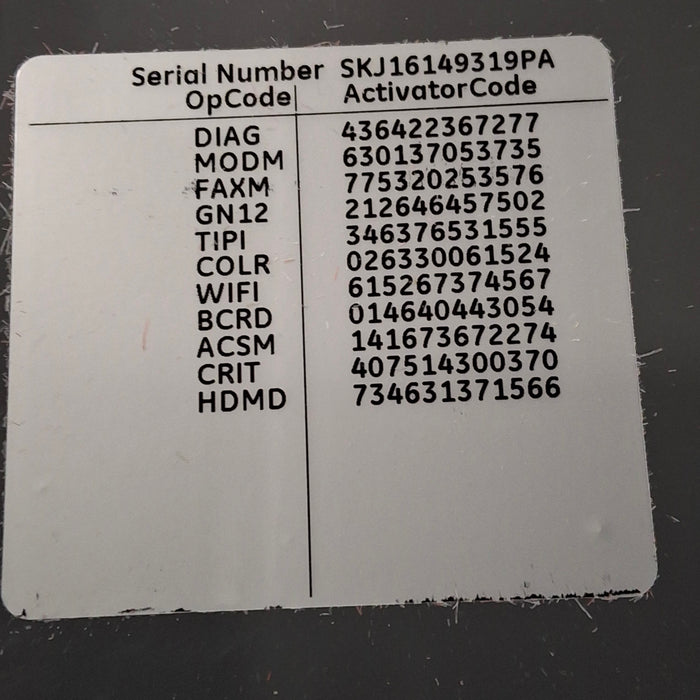 Serial Number SKJ16149319PA
OpCode ActivatorCode
DIAG 436422367277
MODM 630137053735
FAXM 775320253576
GN12 212646457502
TIPI 346376531555
COLR 026330061524
WIFI 615267374567
BCRD 014640443054
ACSM 141673672274
CRIT 407514300370
HDMD 734631371566